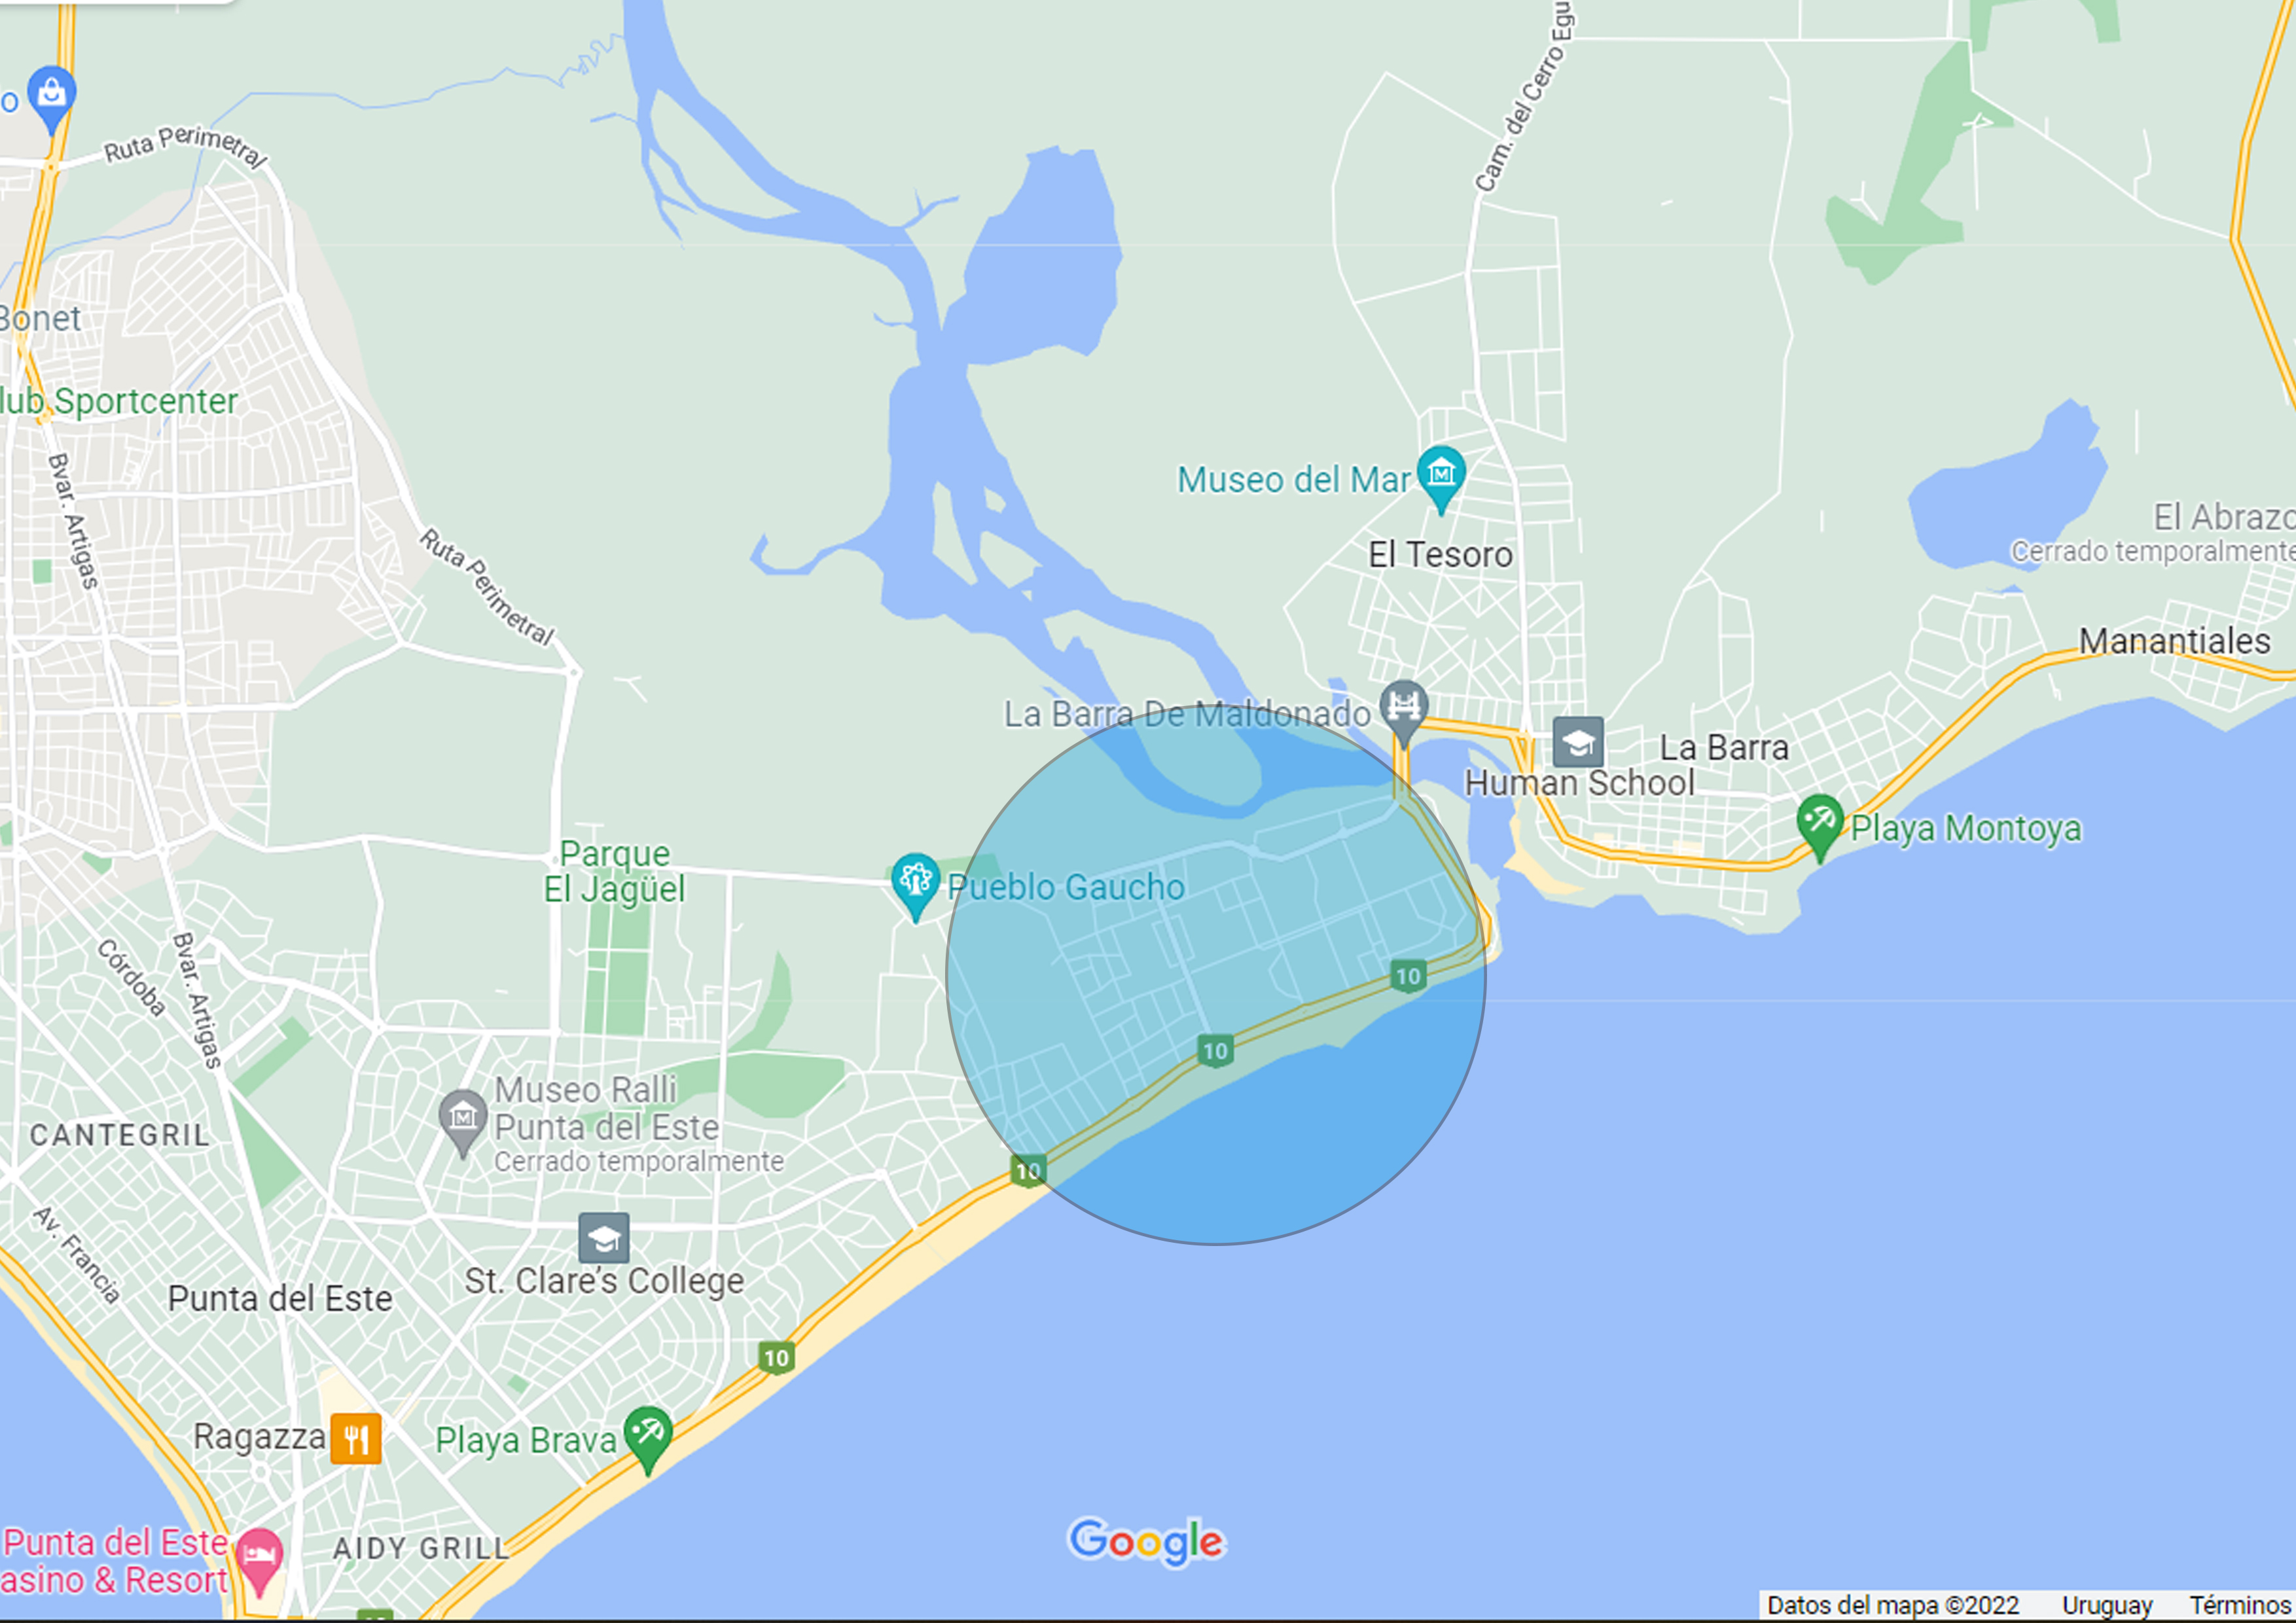 Cam. del Cerro Egu
o
Ruta Perimetral
Bonet
lub Sportcenter
Bvar. Artigas
Ruta Perimetral
Museo del Mar
El Tesoro
El Abrazo
Cerrado temporalmente
Manantiales
La Barra De Maldonado
La Barra
Human School
Playa Montoya
Parque
El Jagüel
Pueblo Gaucho
Córdoba
Bvar. Artigas
10
10
10
Museo Ralli
Punta del Este
Cerrado temporalmente
CANTEGRIL
Av. Francia
St. Clare's College
Punta del Este
10
Ragazza
Playa Brava
Punta del Este
asino & Resort
AIDY GRILL
Google
Datos del mapa ©2022 Uruguay Términos